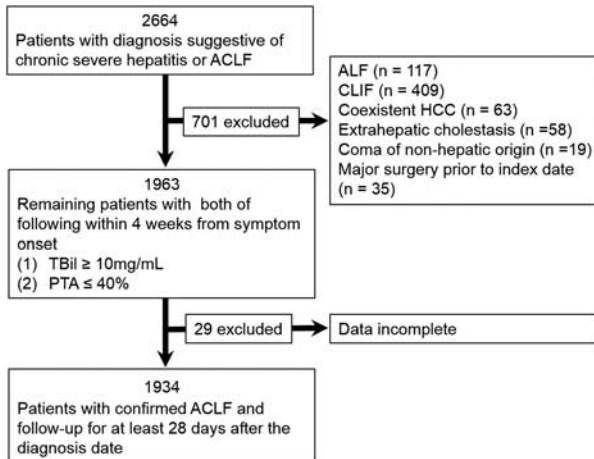 2664
Patients with diagnosis suggestive of
chronic severe hepatitis or ACLF
701 excluded
ALF (n = 117)
CLIF (n = 409)
Coexistent HCC (n = 63)
Extrahepatic cholestasis (n =58)
Coma of non-hepatic origin (n =19)
Major surgery prior to index date
(n = 35)
1963
Remaining patients with both of
following within 4 weeks from symptom
onset
(1) TBil ≥ 10mg/mL
(2) PTA ≤ 40%
29 excluded
Data incomplete
1934
Patients with confirmed ACLF and
follow-up for at least 28 days after the
diagnosis date